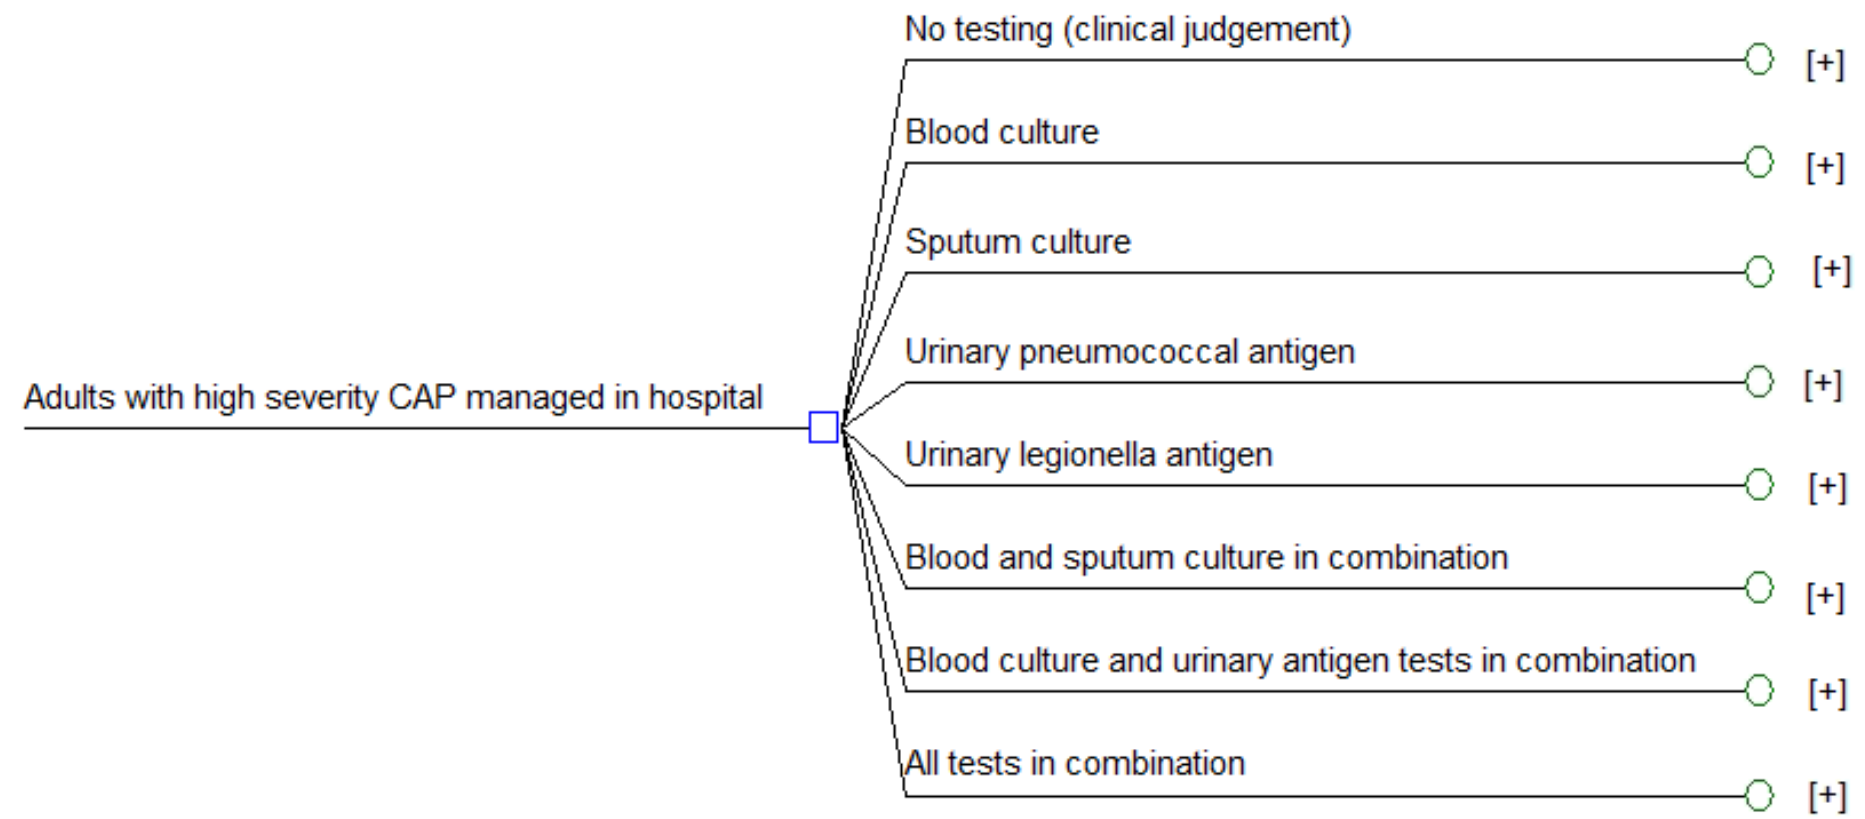 No testing (clinical judgement)
[+]
Blood culture
[+]
Sputum culture
[+]
Urinary pneumococcal antigen
[+]
Adults with high severity CAP managed in hospital
Urinary legionella antigen
[+]
Blood and sputum culture in combination
[+]
Blood culture and urinary antigen tests in combination
[+]
All tests in combination
[+]